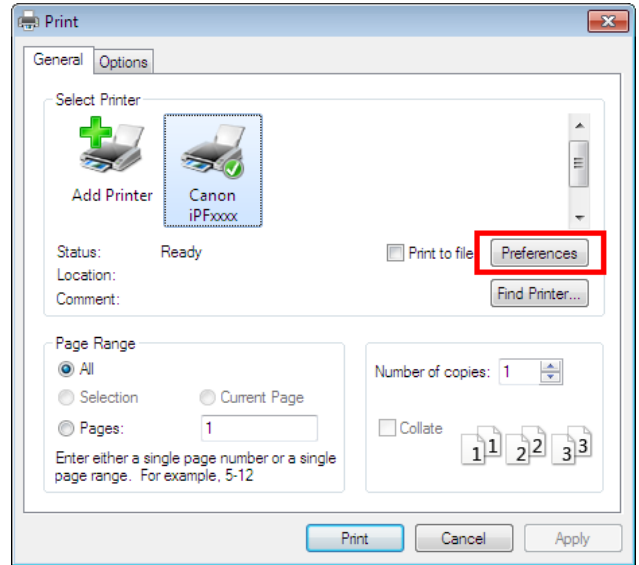 Print
General Options
Select Printer
Add Printer
Canon
iPFxxxx
Status: Ready
Print to file
Preferences
Location:
Comment:
Find Printer...
Page Range
All
Selection
Current Page
Pages: 1
Enter either a single page number or a single
page range. For example, 5-12
Number of copies: 1
Collate
1 1 2 2 3 3
Print Cancel Apply